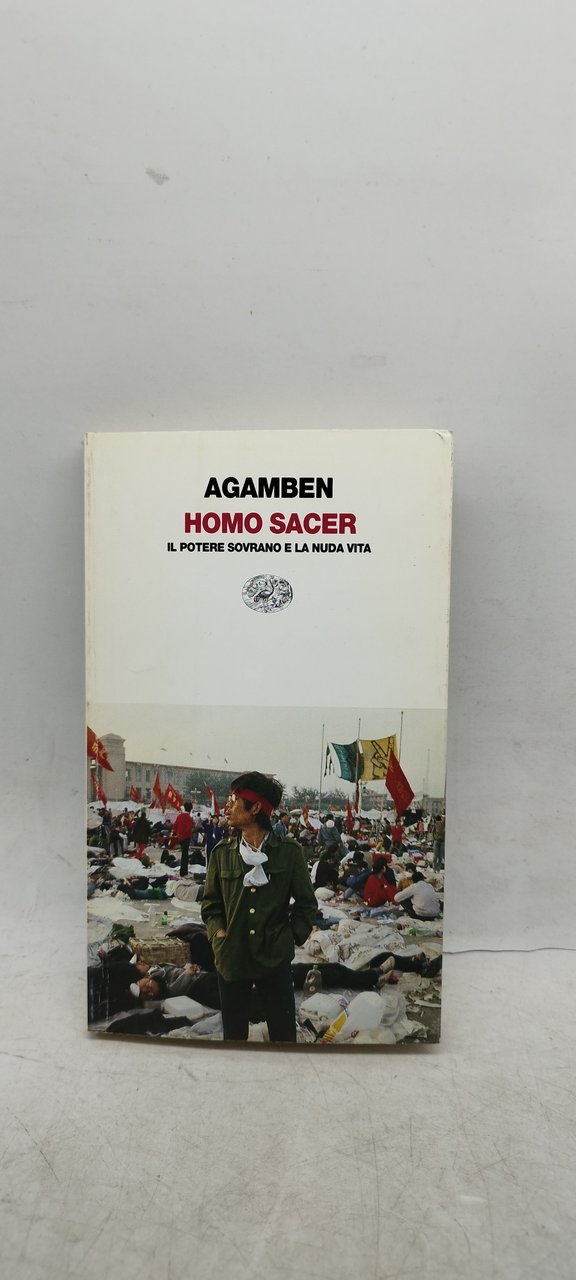 AGAMBEN
HOMO SACER
IL POTERE SOVRANO E LA NUDA VITA